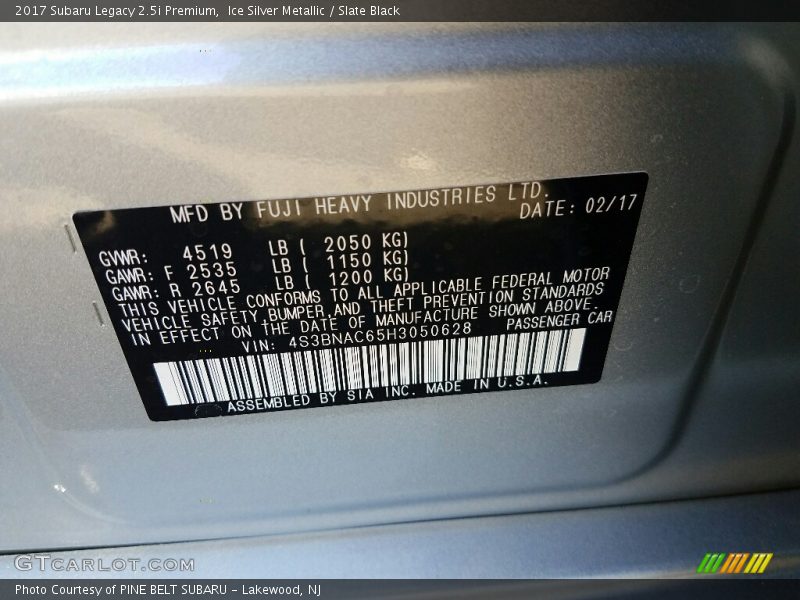 2017 Subaru Legacy 2.5i Premium,  Ice Silver Metallic / Slate Black
MFD BY FUJI HEAVY INDUSTRIES LTD.
DATE: 02/17
GVWR: 4519 LB ( 2050 KG)
GAWR: F 2535 LB ( 1150 KG)
GAWR: R 2645 LB ( 1200 KG)
THIS VEHICLE CONFORMS TO ALL APPLICABLE FEDERAL MOTOR
VEHICLE SAFETY,BUMPER,AND THEFT PREVENTION STANDARDS
IN EFFECT ON THE DATE OF MANUFACTURE SHOWN ABOVE.
VIN: 4S3BNAC65H3050628 PASSENGER CAR
ASSEMBLED BY SIA INC. MADE IN U.S.A.
GTcarlot.com
Photo Courtesy of PINE BELT SUBARU - Lakewood, NJ